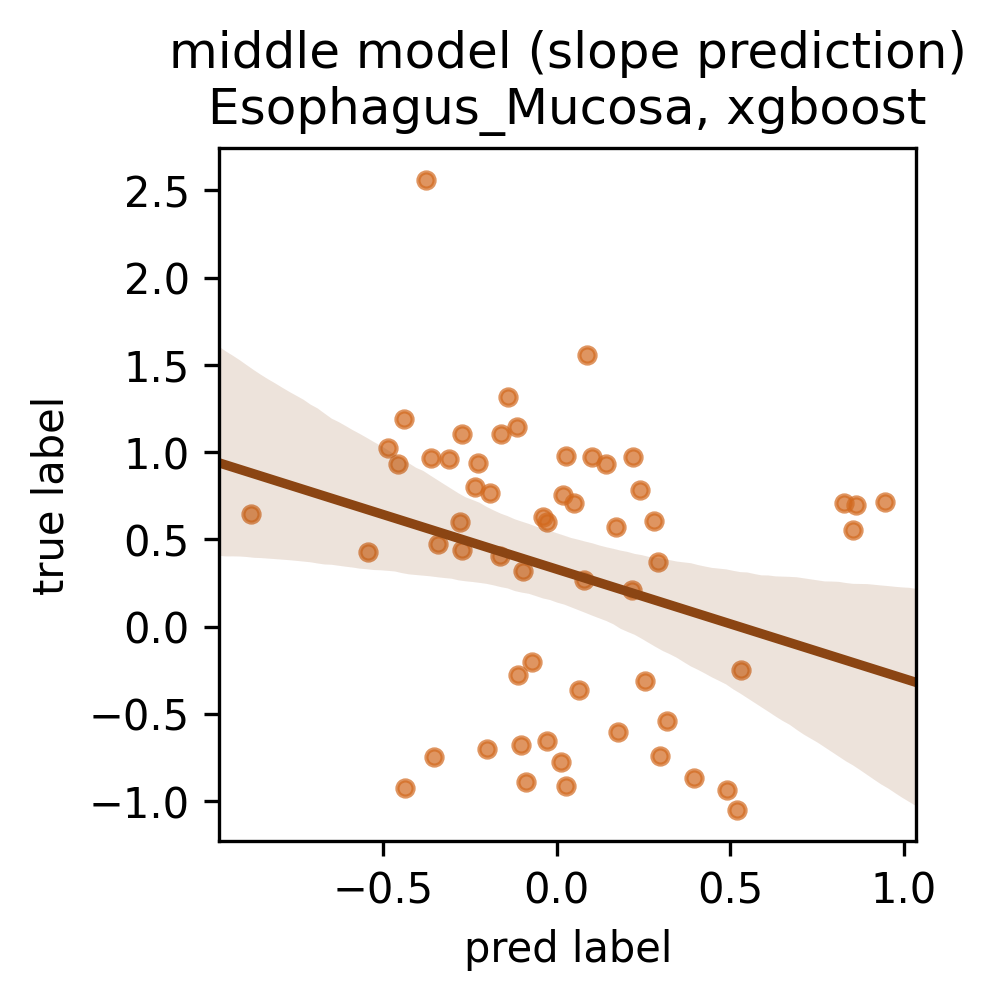 middle model (slope prediction)
Esophagus_Mucosa, xgboost
2.5
2.0
1.5
1.0
0.5
0.0
−0.5
−1.0
true label
−0.5 0.0 0.5 1.0
pred label